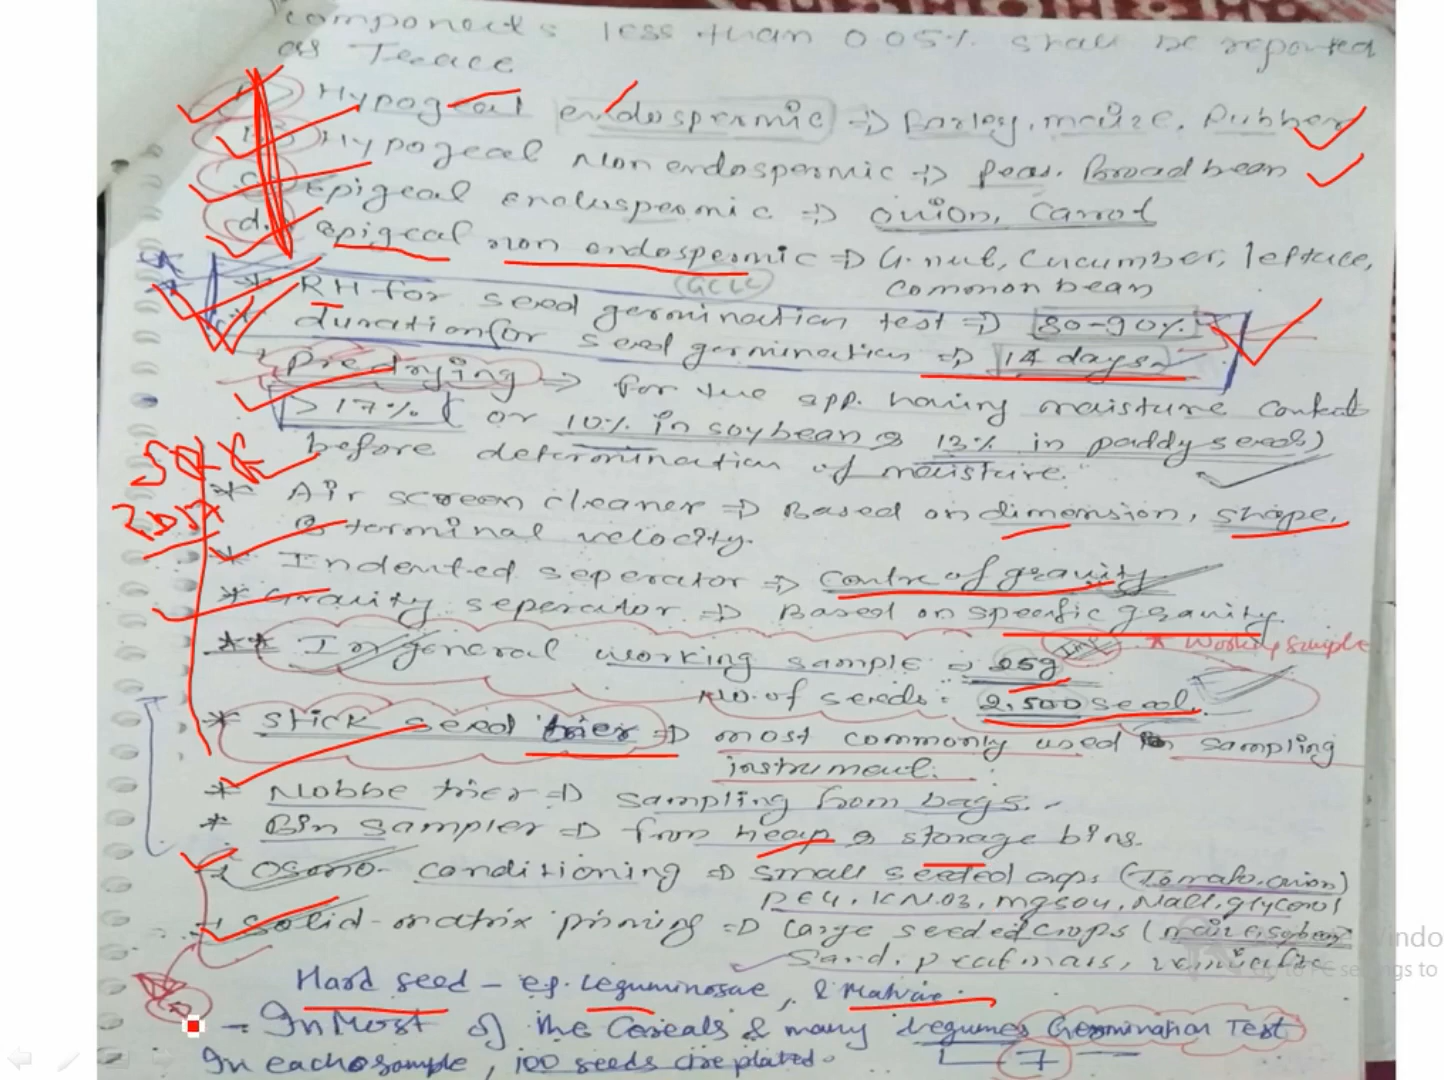 components less than 0.05% shall be reported
as Trace
Hypogeal endospermic => Barley, maize, Rubber
Hypogeal Non endospermic => Peas, Broad bean
c. Epigeal endospermic => onion, Carrot
d. Epigeal non endospermic => G.nut, Cucumber, lettuce,
(GCLC) common bean
* RH for seed germination test => 80-90%
* duration for seed germination => 14 days
* Predrying => for the spp. having moisture content
>17% ( or 10% in soybean & 13% in paddy seeds)
before determination of moisture.
* Air screen cleaner => Based on dimension, shape,
& terminal velocity.
* Indented seperator => Centre of gravity
* Gravity seperator => Based on specific gravity.
** In general working sample = 25g Imp * Working sample
No. of seeds = 2,500 seed.
* Stick seed trier => most commonly used in sampling
instrument.
* Nobbe trier => sampling from bags.
* Bin sampler => from heap & storage bins.
Osmo-conditioning => small seeded crops (Tomato, onion)
PEG, KNO3, MgSO4, NaCl, glycerol
Solid-matrix priming => Large seeded crops (maize, soybean
Sand, peatmass,
Hard seed - eg. Leguminosae, &
- In Most of the Cereals & many legumes Germination Test
In each sample, 100 seeds are plated. 7